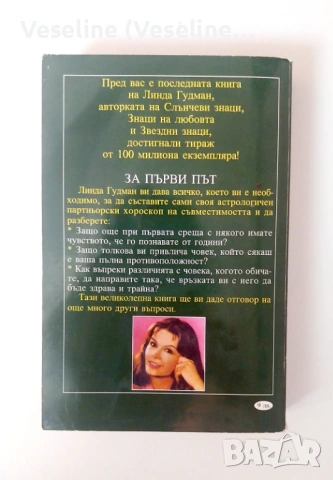 Veseline (Veseline...
Veseline (Veseline...
Пред вас е последната книга
на Линда Гудман,
авторката на Слънчеви знаци,
Знаци на любовта
и Звездни знаци,
достигнали тираж
от 100 милиона екземпляра!
ЗА ПЪРВИ ПЪТ
Линда Гудман ви дава всичко, което ви е необ-
ходимо, за да съставите сами своя астрологичен
партньорски хороскоп на съвместимостта и да
разберете:
* Защо още при първата среща с някого имате
чувството, че го познавате от години?
* Защо толкова ви привлича човек, който сякаш
е ваша пълна противоположност?
* Как въпреки различията с човека, когото обича-
те, да направите така, че връзката ви с него да
бъде здрава и трайна?
Тази великолепна книга ще ви даде отговор на
още много други въпроси.
BAZAR
bg